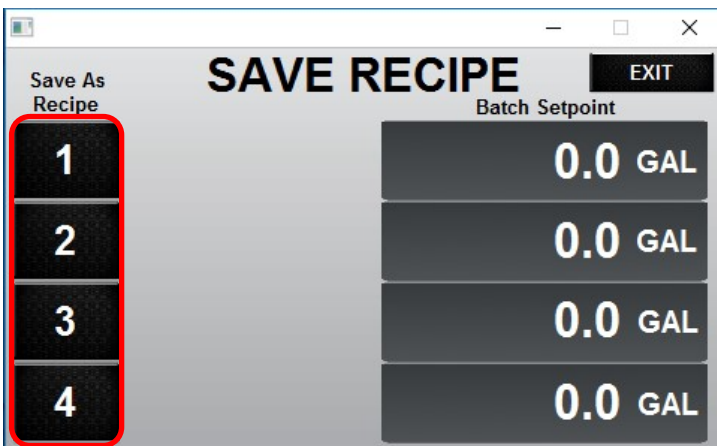 SAVE RECIPE
EXIT
Save As
Recipe
Batch Setpoint
1 0.0 GAL
2 0.0 GAL
3 0.0 GAL
4 0.0 GAL